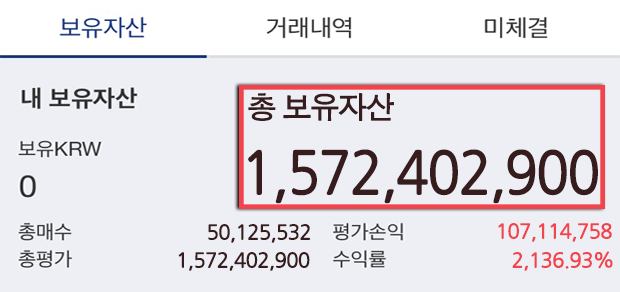 보유자산 거래내역 미체결
내 보유자산
총 보유자산
1,572,402,900
보유KRW
0
총매수 50,125,532 평가손익 107,114,758
총평가 1,572,402,900 수익률 2,136.93%